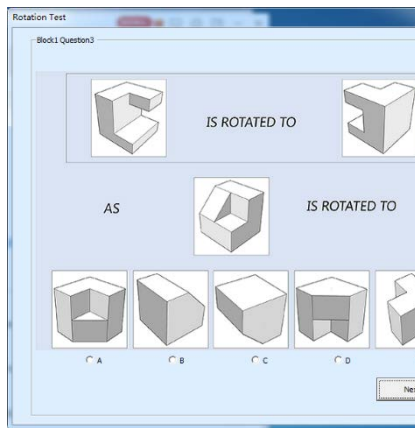 Rotation Test
Block1 Question3
IS ROTATED TO
AS
IS ROTATED TO
A
B
C
D